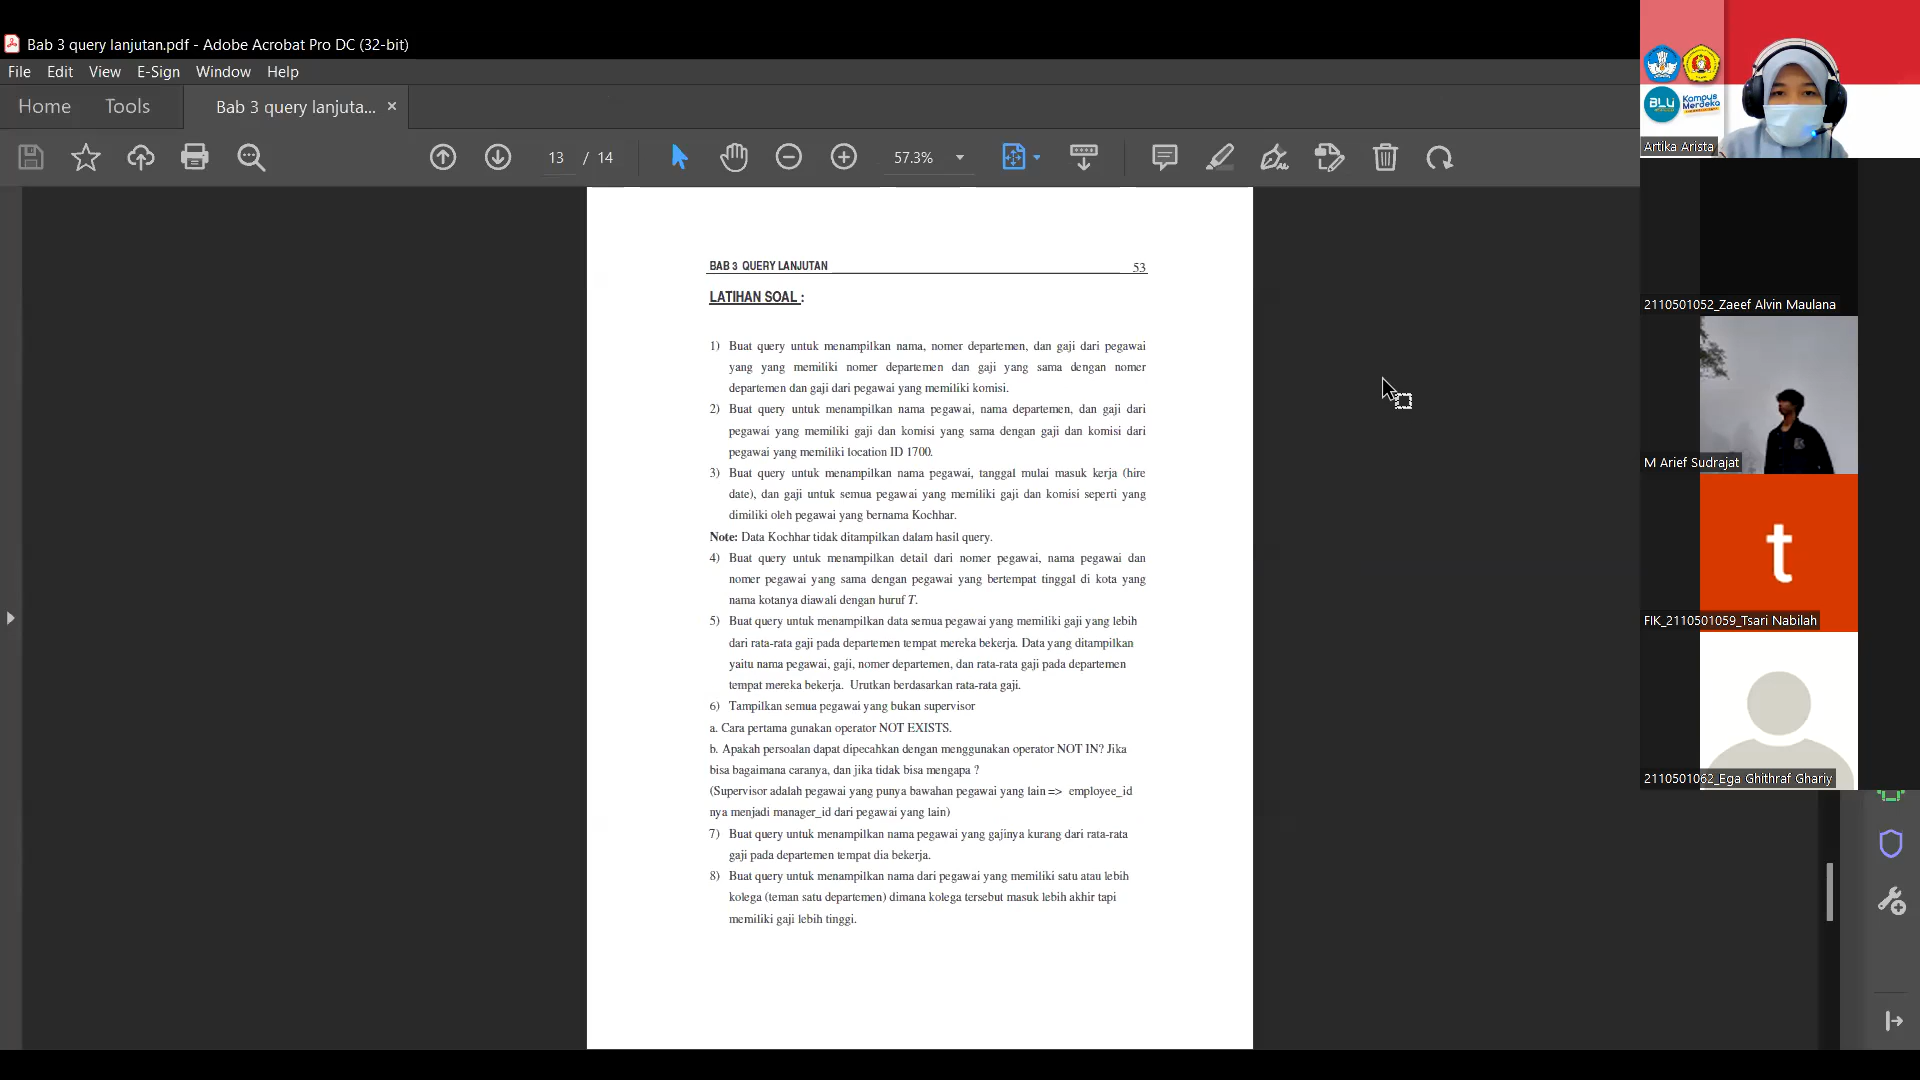 Bab 3 query lanjutan.pdf - Adobe Acrobat Pro DC (32-bit)
File Edit View E-Sign Window Help
Home Tools Bab 3 query lanjuta... ×
13 / 14 57.3%
BAB 3 QUERY LANJUTAN 53
LATIHAN SOAL :
1) Buat query untuk menampilkan nama, nomer departemen, dan gaji dari pegawai
yang yang memiliki nomer departemen dan gaji yang sama dengan nomer
departemen dan gaji dari pegawai yang memiliki komisi.
2) Buat query untuk menampilkan nama pegawai, nama departemen, dan gaji dari
pegawai yang memiliki gaji dan komisi yang sama dengan gaji dan komisi dari
pegawai yang memiliki location ID 1700.
3) Buat query untuk menampilkan nama pegawai, tanggal mulai masuk kerja (hire
date), dan gaji untuk semua pegawai yang memiliki gaji dan komisi seperti yang
dimiliki oleh pegawai yang bernama Kochhar.
Note: Data Kochhar tidak ditampilkan dalam hasil query.
4) Buat query untuk menampilkan detail dari nomer pegawai, nama pegawai dan
nomer pegawai yang sama dengan pegawai yang bertempat tinggal di kota yang
nama kotanya diawali dengan huruf T.
5) Buat query untuk menampilkan data semua pegawai yang memiliki gaji yang lebih
dari rata-rata gaji pada departemen tempat mereka bekerja. Data yang ditampilkan
yaitu nama pegawai, gaji, nomer departemen, dan rata-rata gaji pada departemen
tempat mereka bekerja. Urutkan berdasarkan rata-rata gaji.
6) Tampilkan semua pegawai yang bukan supervisor
a. Cara pertama gunakan operator NOT EXISTS.
b. Apakah persoalan dapat dipecahkan dengan menggunakan operator NOT IN? Jika
bisa bagaimana caranya, dan jika tidak bisa mengapa ?
(Supervisor adalah pegawai yang punya bawahan pegawai yang lain => employee_id
nya menjadi manager_id dari pegawai yang lain)
7) Buat query untuk menampilkan nama pegawai yang gajinya kurang dari rata-rata
gaji pada departemen tempat dia bekerja.
8) Buat query untuk menampilkan nama dari pegawai yang memiliki satu atau lebih
kolega (teman satu departemen) dimana kolega tersebut masuk lebih akhir tapi
memiliki gaji lebih tinggi.
BLU
Kampus
Merdeka
Artika Arista
2110501052_Zaeef Alvin Maulana
M Arief Sudrajat
t
FIK_2110501059_Tsari Nabilah
2110501062_Ega Ghithraf Ghariy